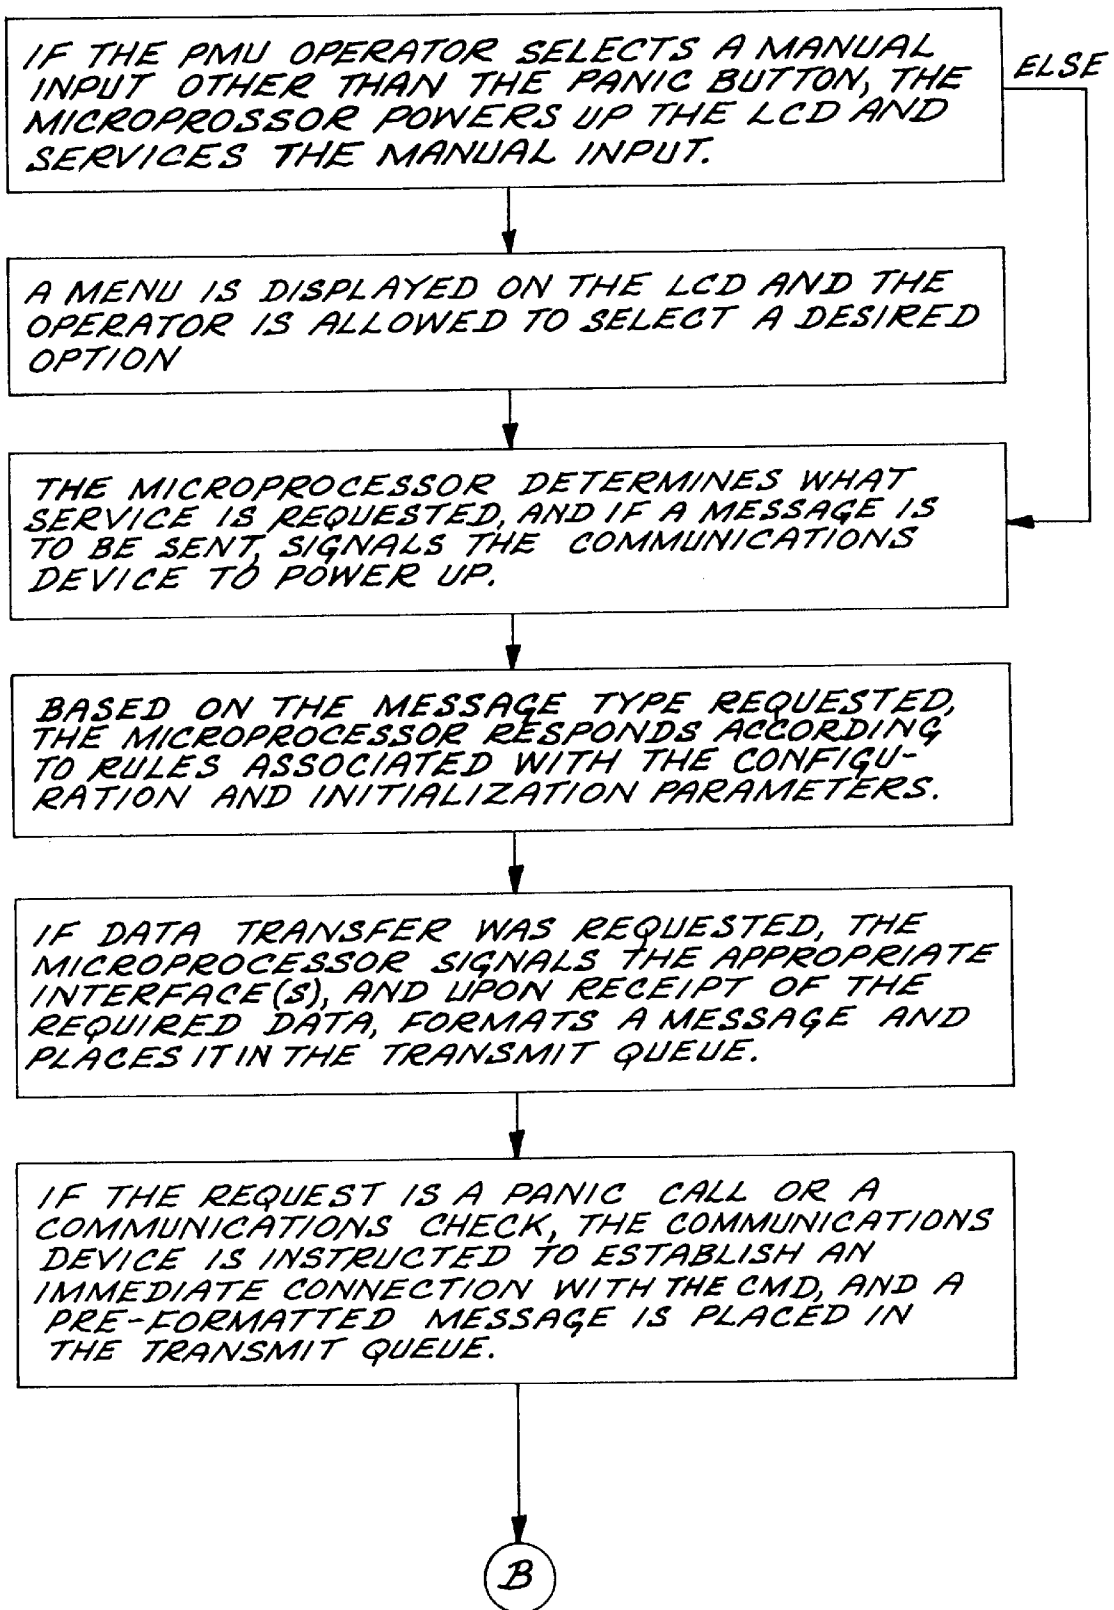 IF THE PMU OPERATOR SELECTS A MANUAL
INPUT OTHER THAN THE PANIC BUTTON, THE
MICROPROSSOR POWERS UP THE LCD AND
SERVICES THE MANUAL INPUT.
ELSE
A MENU IS DISPLAYED ON THE LCD AND THE
OPERATOR IS ALLOWED TO SELECT A DESIRED
OPTION
THE MICROPROCESSOR DETERMINES WHAT
SERVICE IS REQUESTED, AND IF A MESSAGE IS
TO BE SENT, SIGNALS THE COMMUNICATIONS
DEVICE TO POWER UP.
BASED ON THE MESSAGE TYPE REQUESTED,
THE MICROPROCESSOR RESPONDS ACCORDING
TO RULES ASSOCIATED WITH THE CONFIGU-
RATION AND INITIALIZATION PARAMETERS.
IF DATA TRANSFER WAS REQUESTED, THE
MICROPROCESSOR SIGNALS THE APPROPRIATE
INTERFACE(S), AND UPON RECEIPT OF THE
REQUIRED DATA, FORMATS A MESSAGE AND
PLACES IT IN THE TRANSMIT QUEUE.
IF THE REQUEST IS A PANIC CALL OR A
COMMUNICATIONS CHECK, THE COMMUNICATIONS
DEVICE IS INSTRUCTED TO ESTABLISH AN
IMMEDIATE CONNECTION WITH THE CMD, AND A
PRE-FORMATTED MESSAGE IS PLACED IN
THE TRANSMIT QUEUE.
B